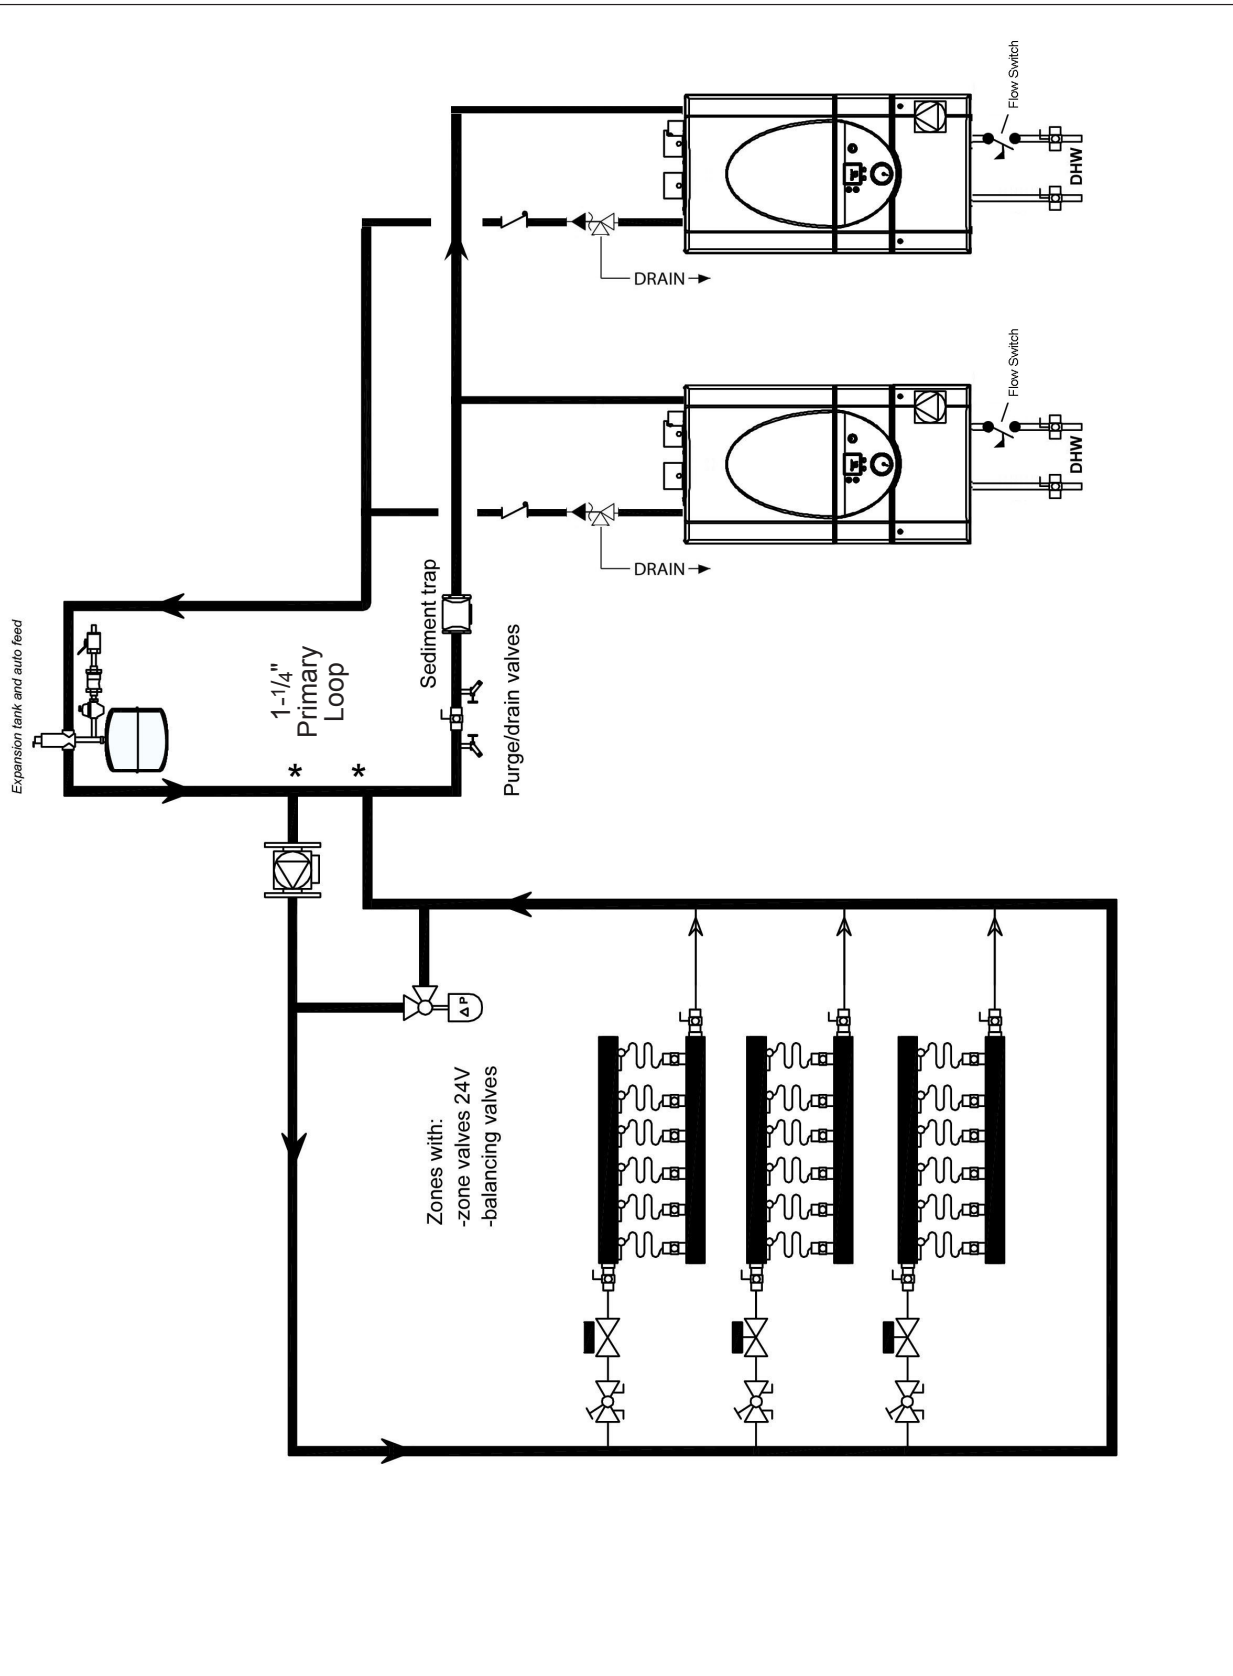 Flow Switch
DHW
DRAIN
Flow Switch
DHW
DRAIN
Expansion tank and auto feed
1-1/4"
Primary
Loop
* *
Sediment trap
Purge/drain valves
Δ P
Zones with:
-zone valves 24V
-balancing valves